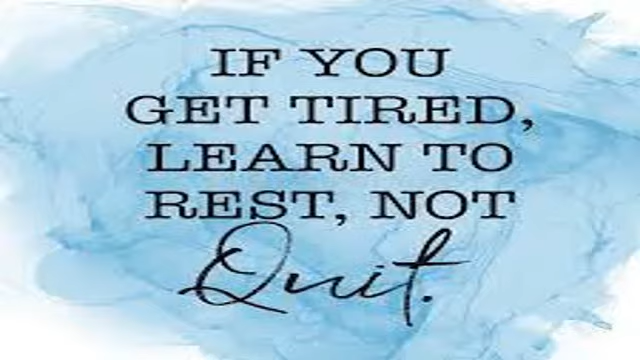 IF YOU
GET TIRED,
LEARN TO
REST, NOT
Quit.